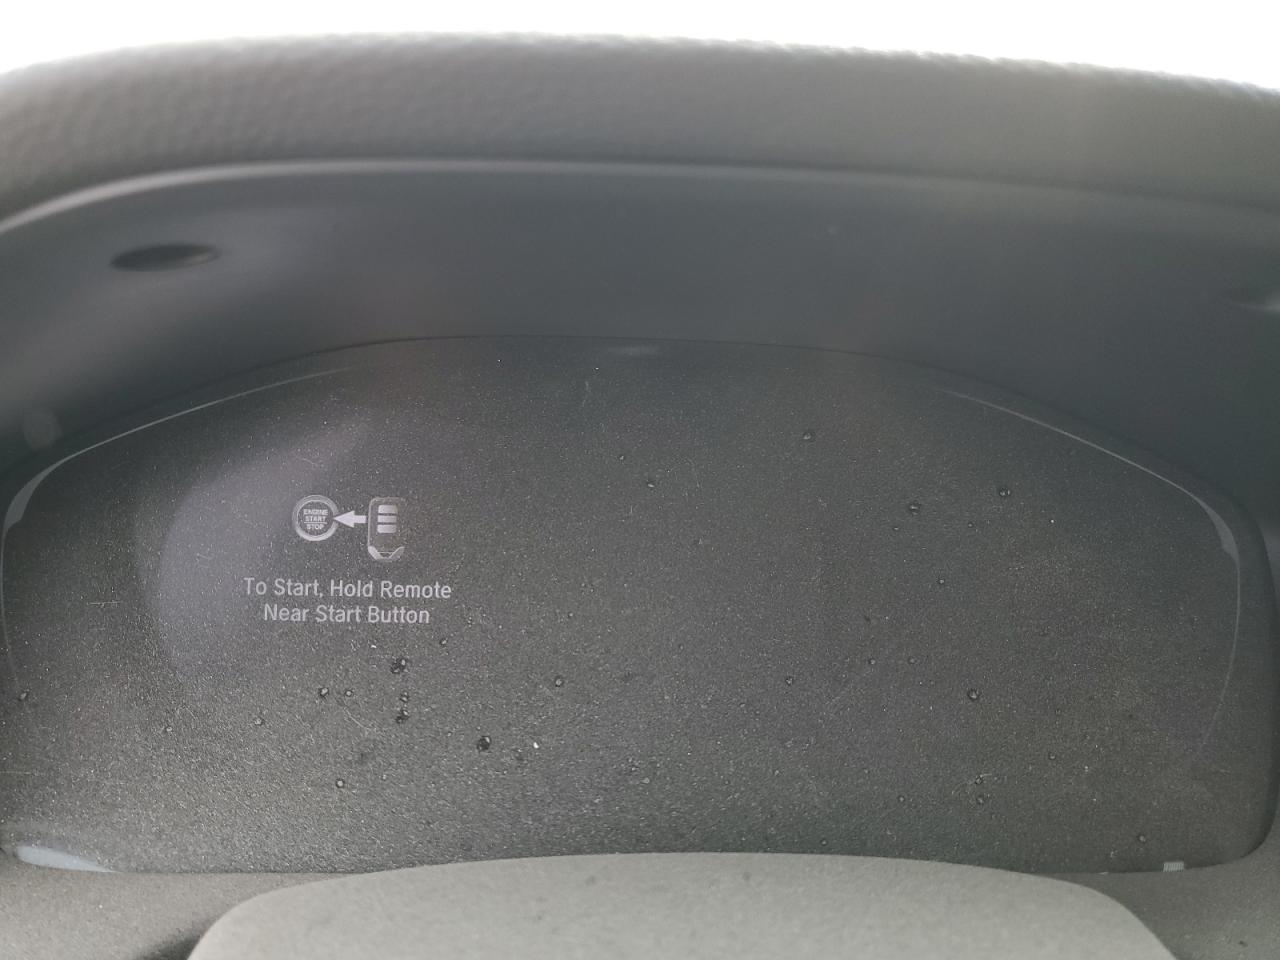 ENGINE
START
STOP
To Start, Hold Remote
Near Start Button